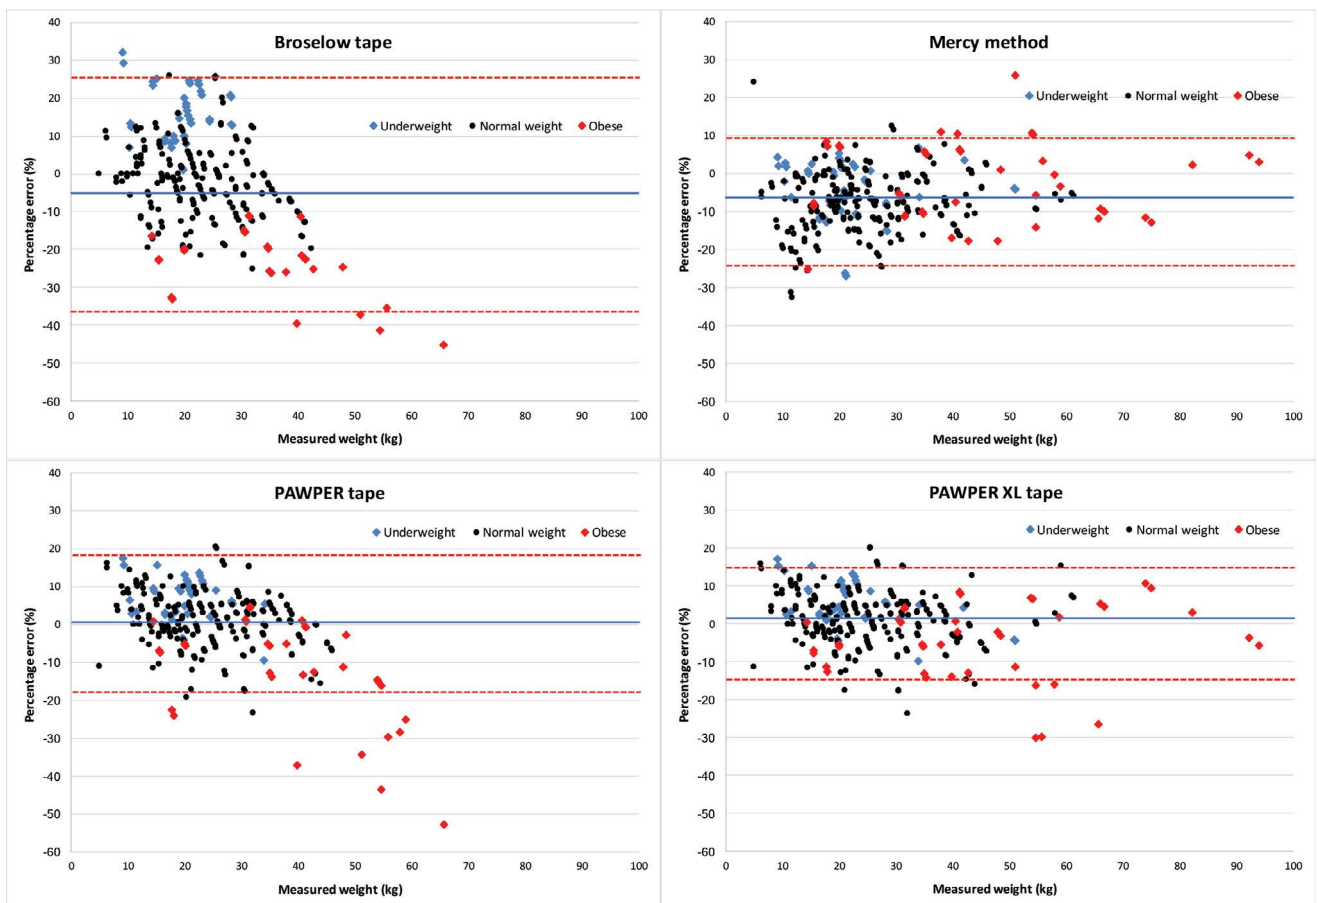 Broselow tape
Percentage error (%)
40
30
20
10
0
-10
-20
-30
-40
-50
-60
Underweight Normal weight Obese
0 10 20 30 40 50 60 70 80 90 100
Measured weight (kg)
Mercy method
Percentage error (%)
40
30
20
10
0
-10
-20
-30
-40
-50
-60
Underweight Normal weight Obese
0 10 20 30 40 50 60 70 80 90 100
Measured weight (kg)
PAWPER tape
Percentage error (%)
40
30
20
10
0
-10
-20
-30
-40
-50
-60
Underweight Normal weight Obese
0 10 20 30 40 50 60 70 80 90 100
Measured weight (kg)
PAWPER XL tape
Percentage error (%)
40
30
20
10
0
-10
-20
-30
-40
-50
-60
Underweight Normal weight Obese
0 10 20 30 40 50 60 70 80 90 100
Measured weight (kg)